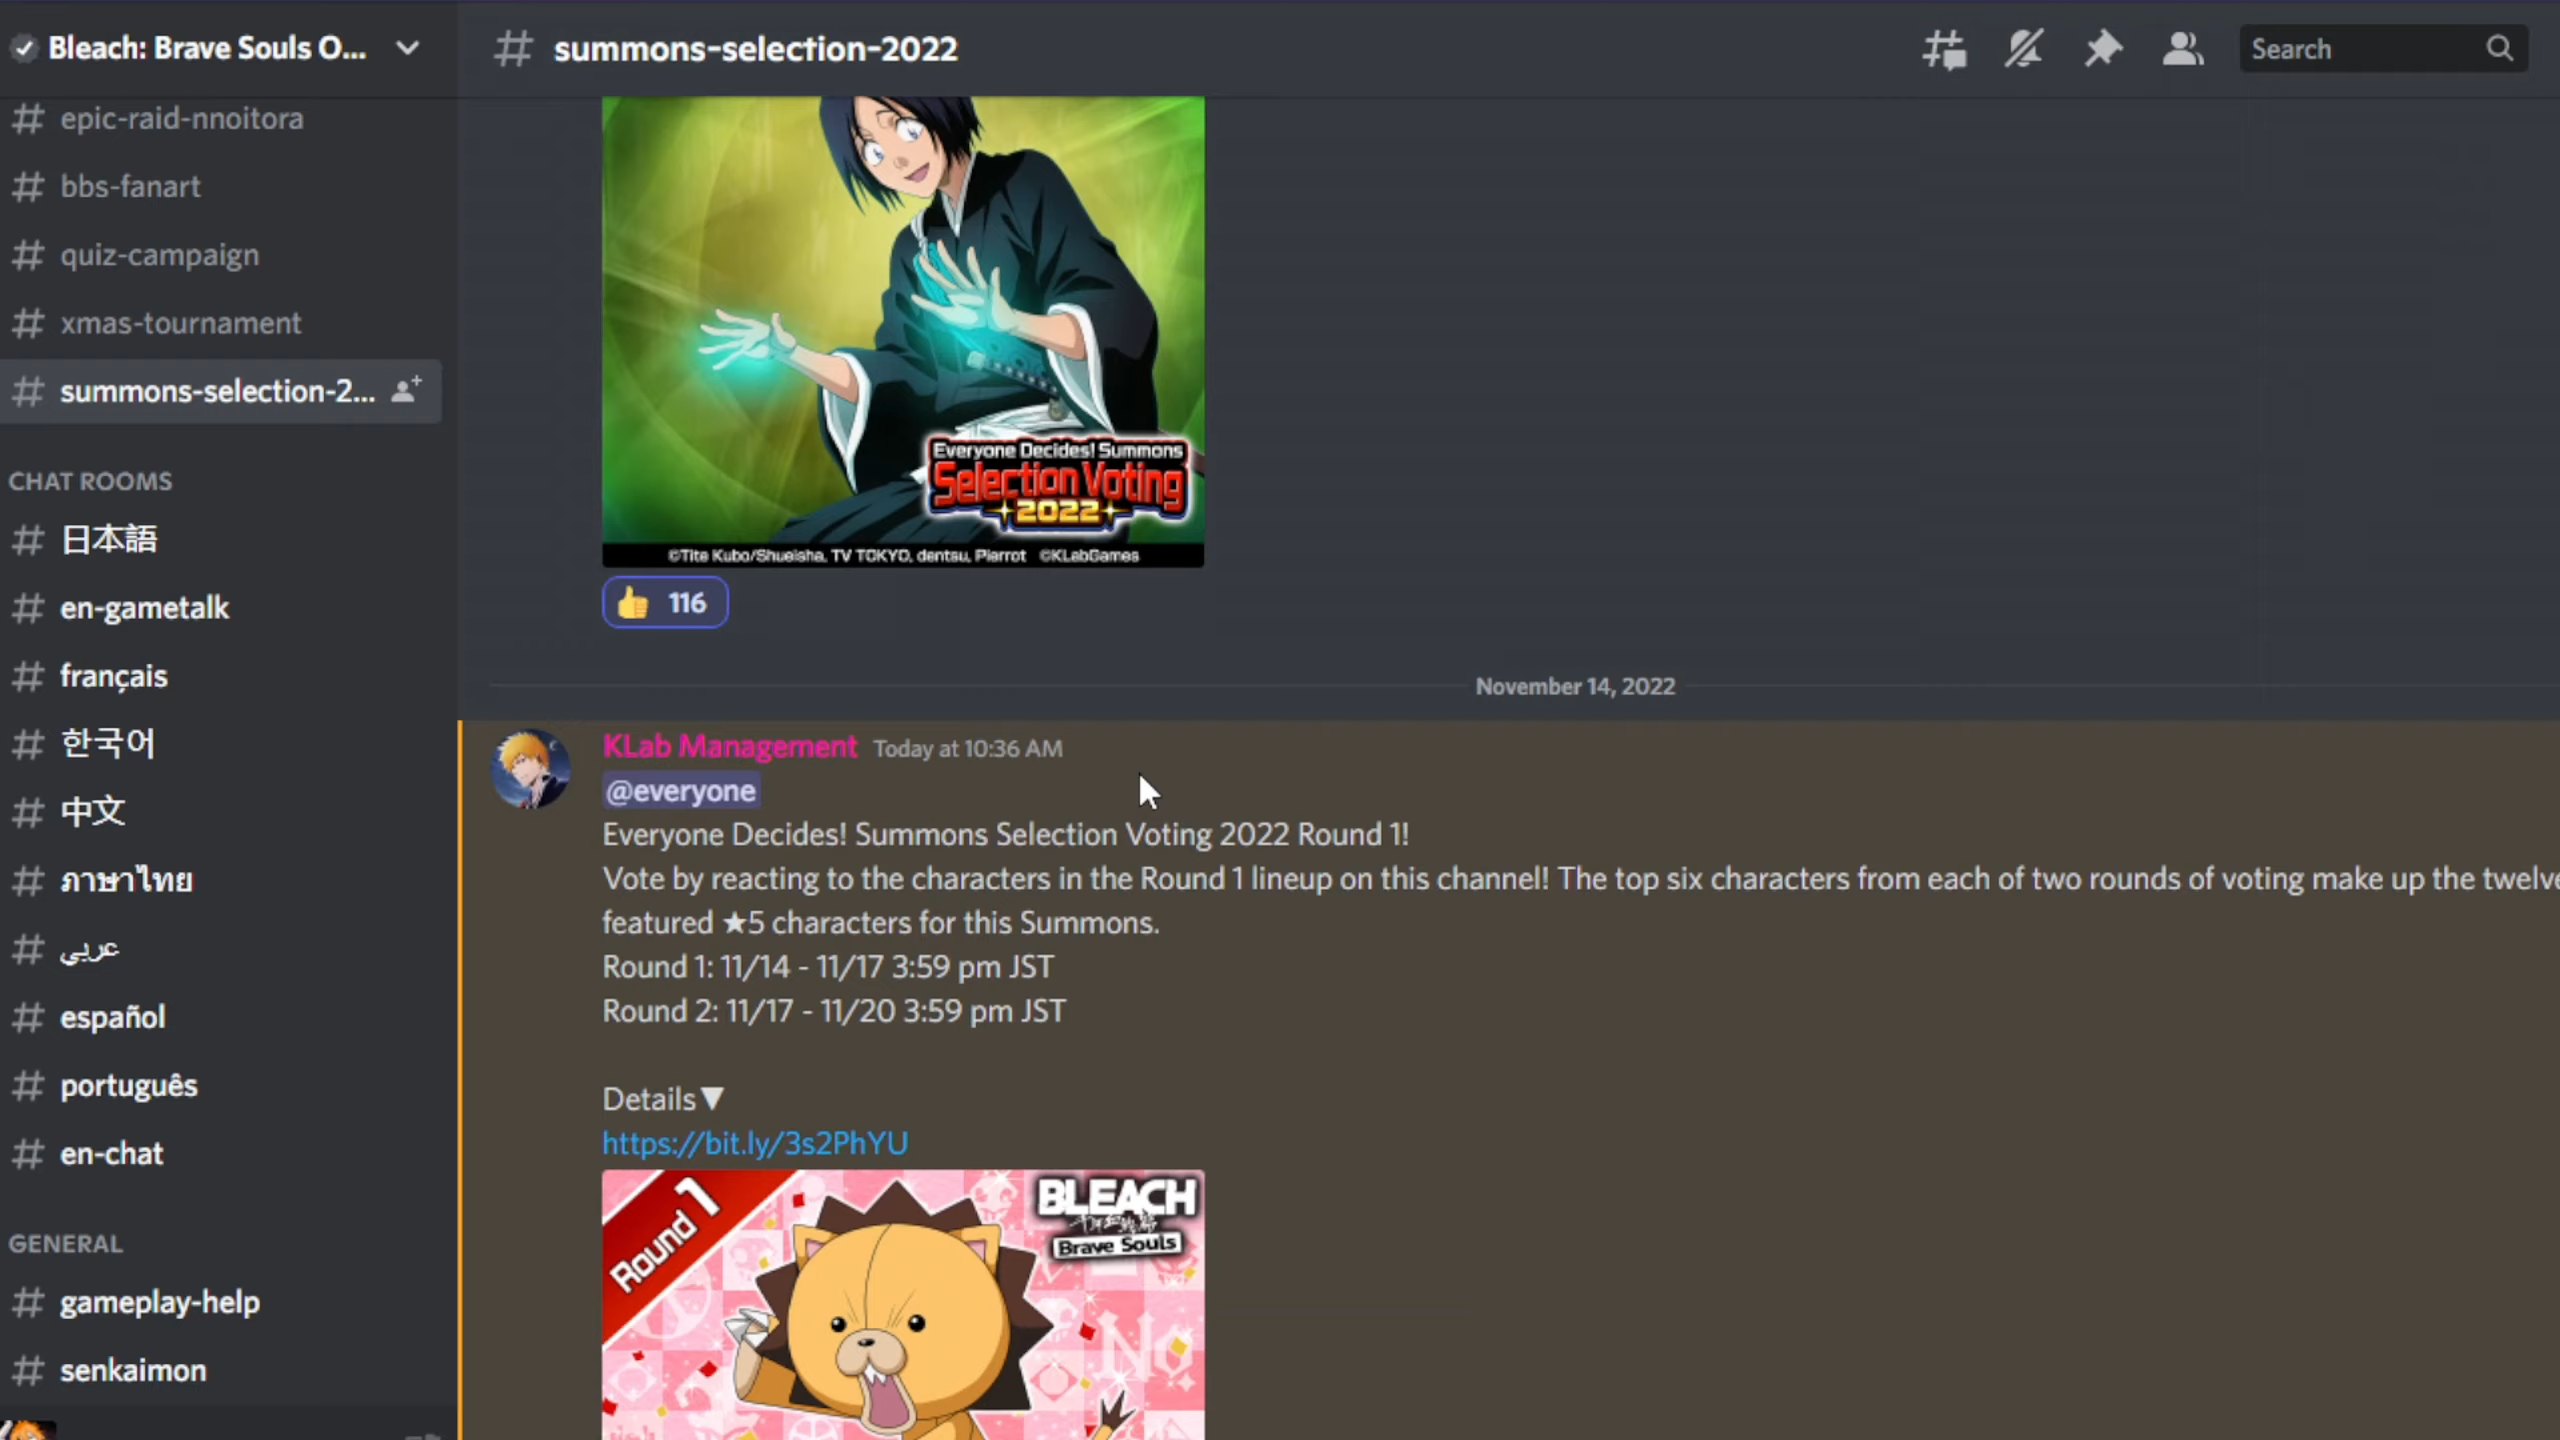 Bleach: Brave Souls O...
# epic-raid-nnoitora
# bbs-fanart
# quiz-campaign
# xmas-tournament
# summons-selection-2...
CHAT ROOMS
# 日本語
# en-gametalk
# français
# 한국어
# 中文
# ภาษาไทย
# عربي
# español
# português
# en-chat
GENERAL
# gameplay-help
# senkaimon
# summons-selection-2022
Search
Everyone Decides! Summons
Selection Voting
2022
©Tite Kubo/Shueisha, TV TOKYO, dentsu, Pierrot ©KLabGames
👍 116
November 14, 2022
KLab Management Today at 10:36 AM
@everyone
Everyone Decides! Summons Selection Voting 2022 Round 1!
Vote by reacting to the characters in the Round 1 lineup on this channel! The top six characters from each of two rounds of voting make up the twelve
featured ★5 characters for this Summons.
Round 1: 11/14 - 11/17 3:59 pm JST
Round 2: 11/17 - 11/20 3:59 pm JST
Details▼
https://bit.ly/3s2PhYU
Round 1
BLEACH
Brave Souls
No